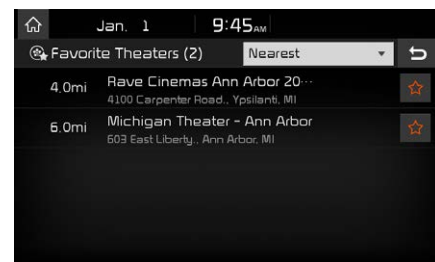 Jan. 1 9:45AM
Favorite Theaters (2) Nearest
4.0mi Rave Cinemas Ann Arbor 20···
4100 Carpenter Road., Ypsilanti, MI
6.0mi Michigan Theater - Ann Arbor
603 East Liberty., Ann Arbor, MI